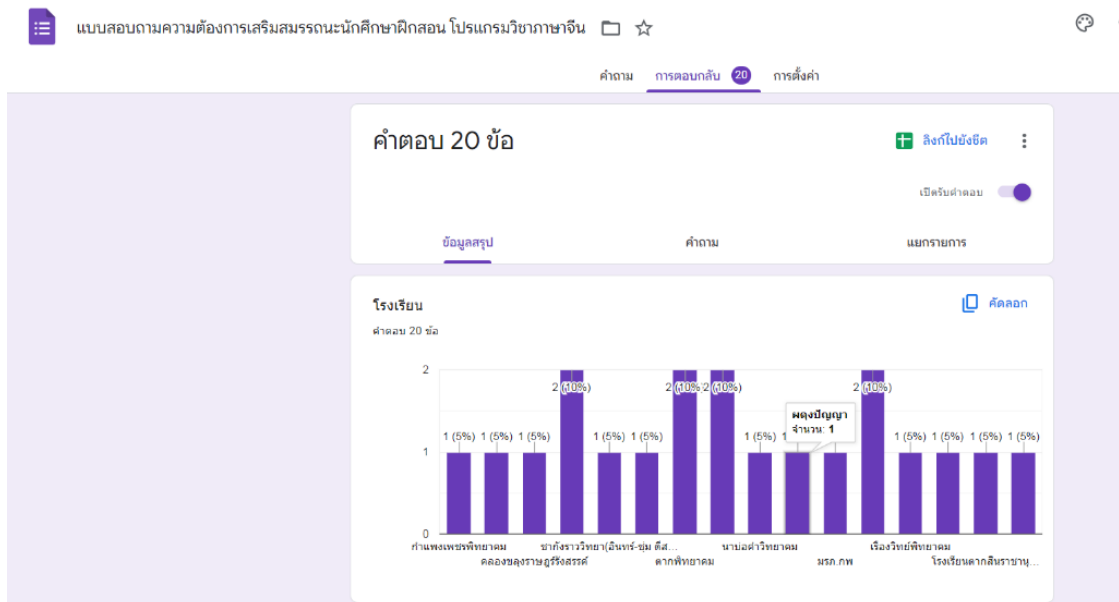 แบบสอบถามความต้องการเสริมสมรรถนะนักศึกษาฝึกสอน โปรแกรมวิชาภาษาจีน
คำถาม การตอบกลับ 20 การตั้งค่า
คำตอบ 20 ข้อ
ลิงก์ไปยังชีต
เปิดรับคำตอบ
ข้อมูลสรุป คำถาม แยกรายการ
โรงเรียน
คัดลอก
คำตอบ 20 ข้อ
2
2 (10%) 2 (10%) 2 (10%) 2 (10%)
ผดุงปัญญา
จำนวน: 1
1 (5%) 1 (5%) 1 (5%) 1 (5%) 1 (5%) 1 (5%) 1 (5%) 1 (5%) 1 (5%) 1 (5%)
1
0
กำแพงเพชรพิทยาคม ชากังราววิทยา(อินทร์-ชุ่ม ดีส... นาบ่อคำวิทยาคม เรืองวิทย์พิทยาคม
คลองขลุงราษฎร์รังสรรค์ ตากพิทยาคม มรภ.กพ โรงเรียนตากสินราชานุ...